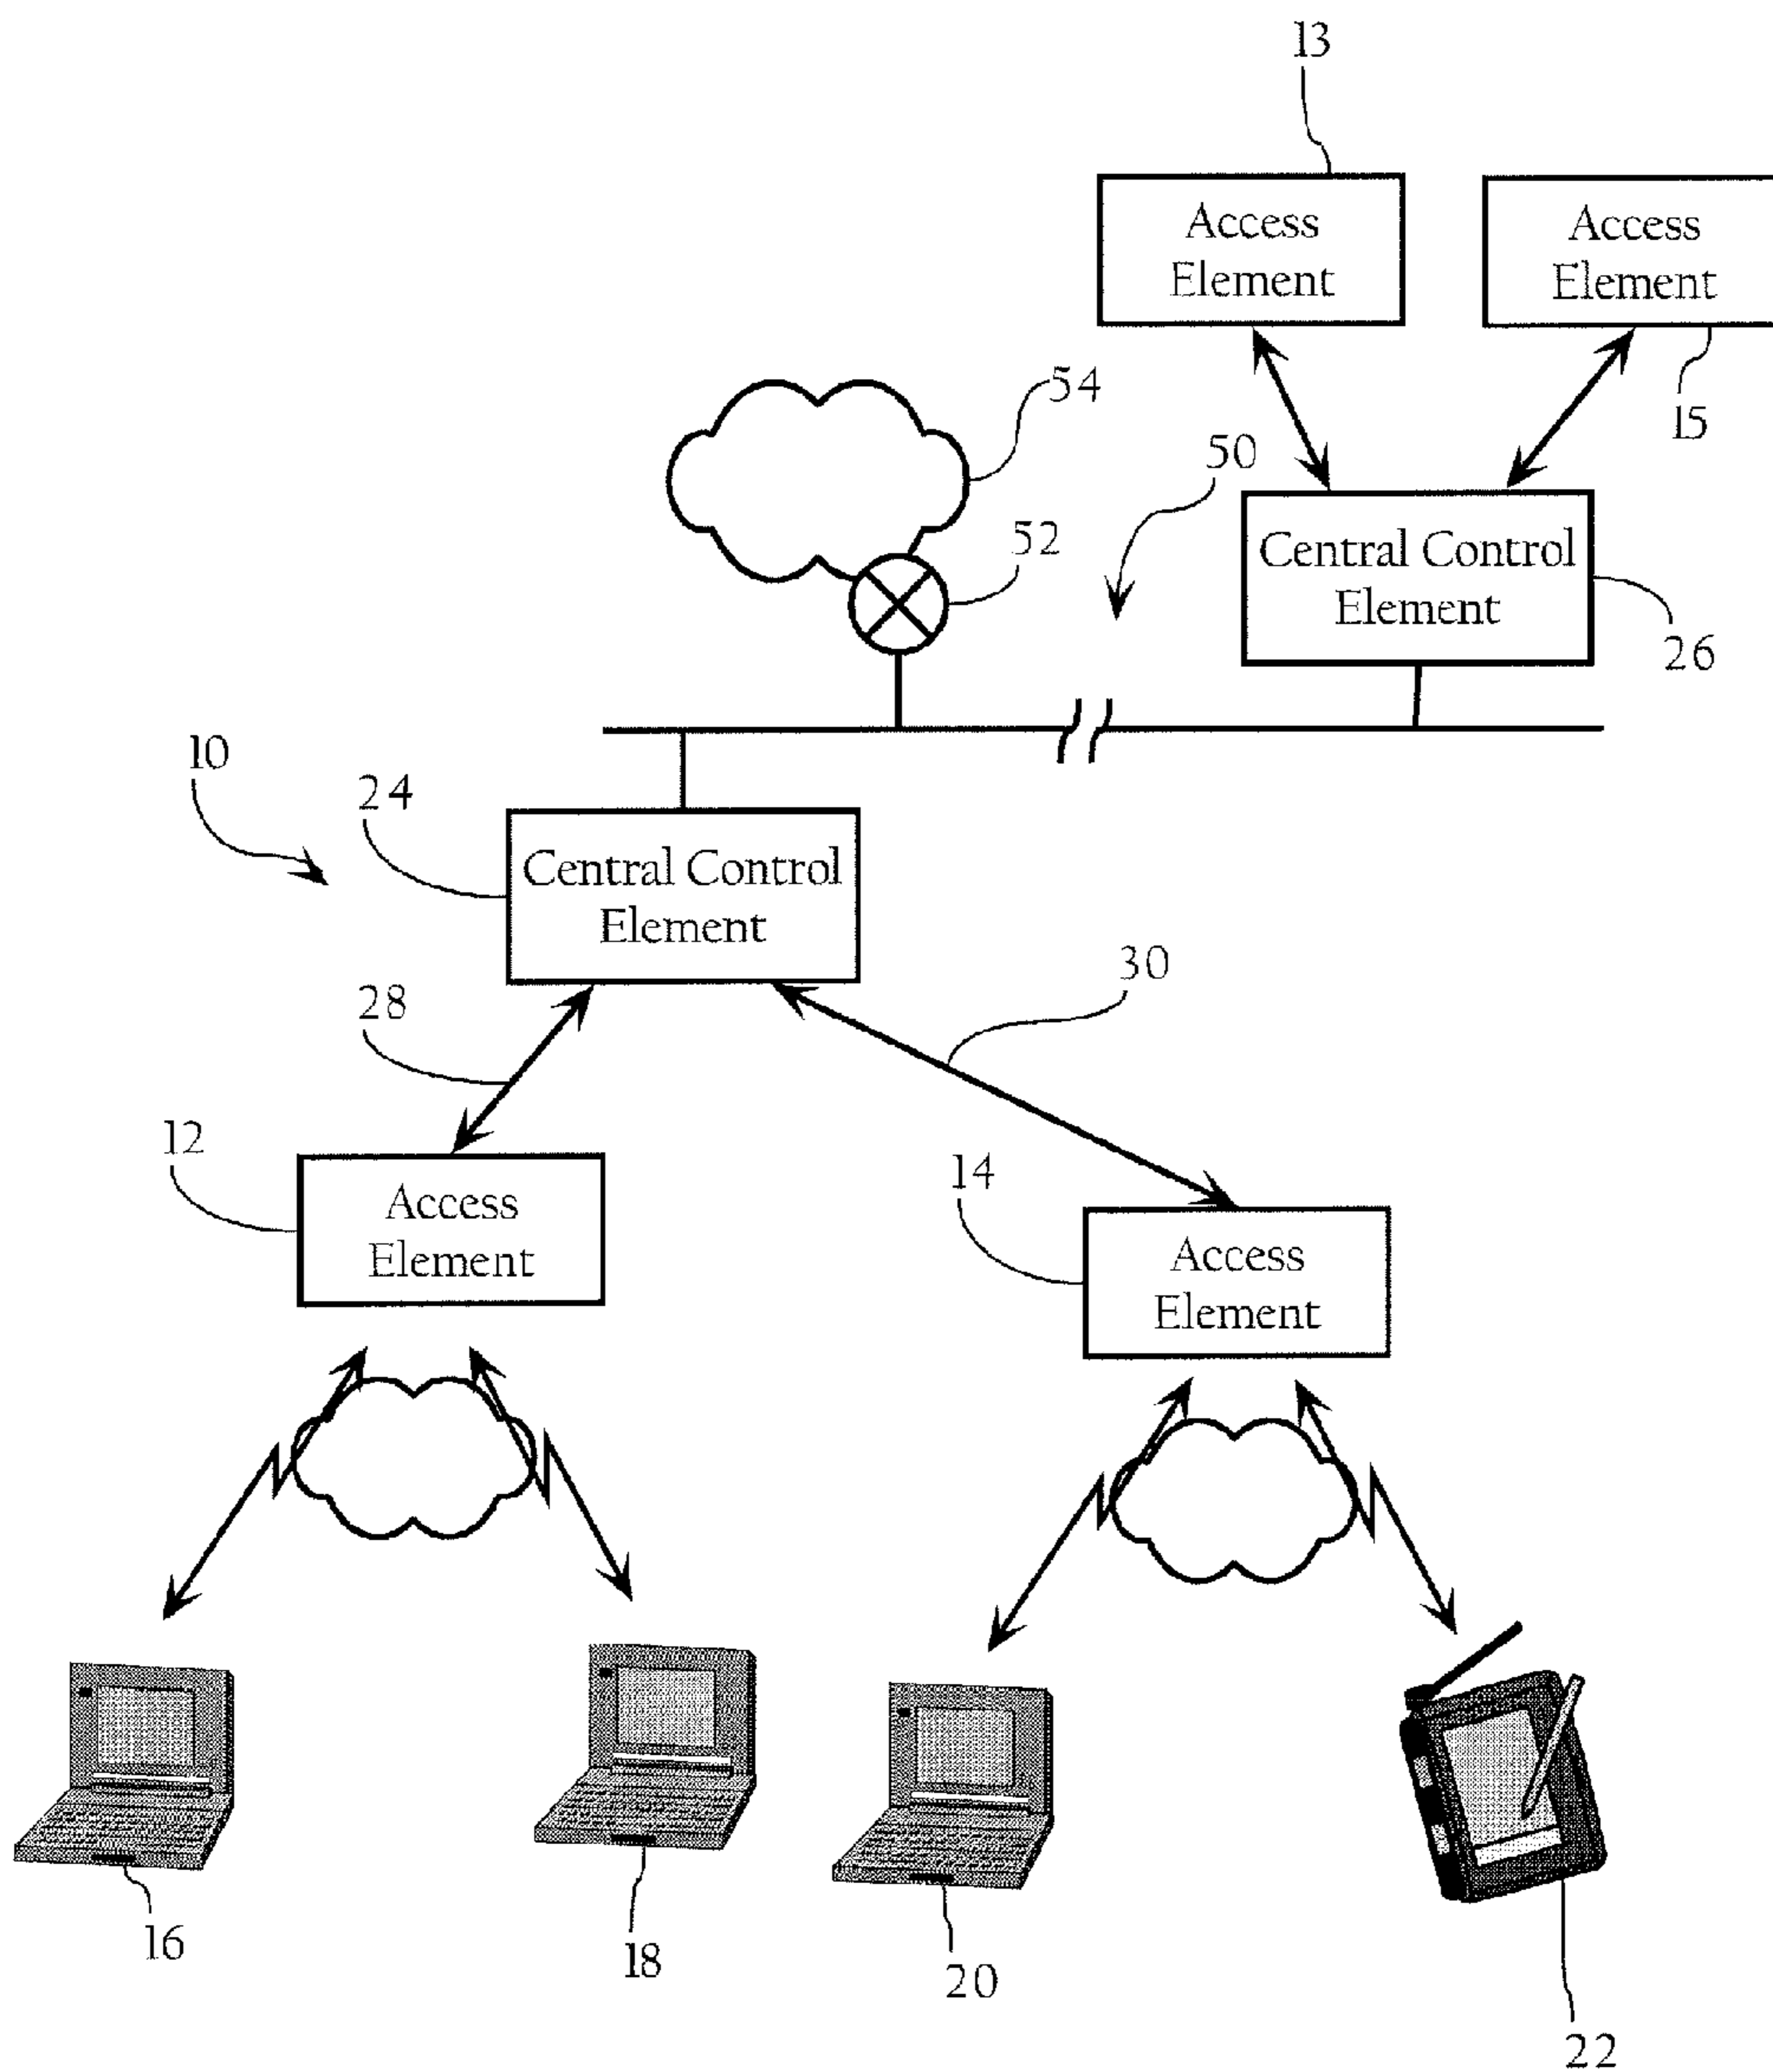 13
Access
Element
Access
Element
54
15
50
52
Central Control
Element
26
10
24
Central Control
Element
28
30
12
14
Access
Element
Access
Element
16
18
20
22